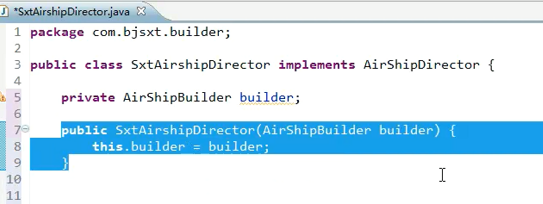 *SxtAirshipDirector.java
1 package com.bjsxt.builder;
2
3 public class SxtAirshipDirector implements AirShipDirector {
4
5 private AirShipBuilder builder;
6
7 public SxtAirshipDirector(AirShipBuilder builder) {
8 this.builder = builder;
9 }
10
11